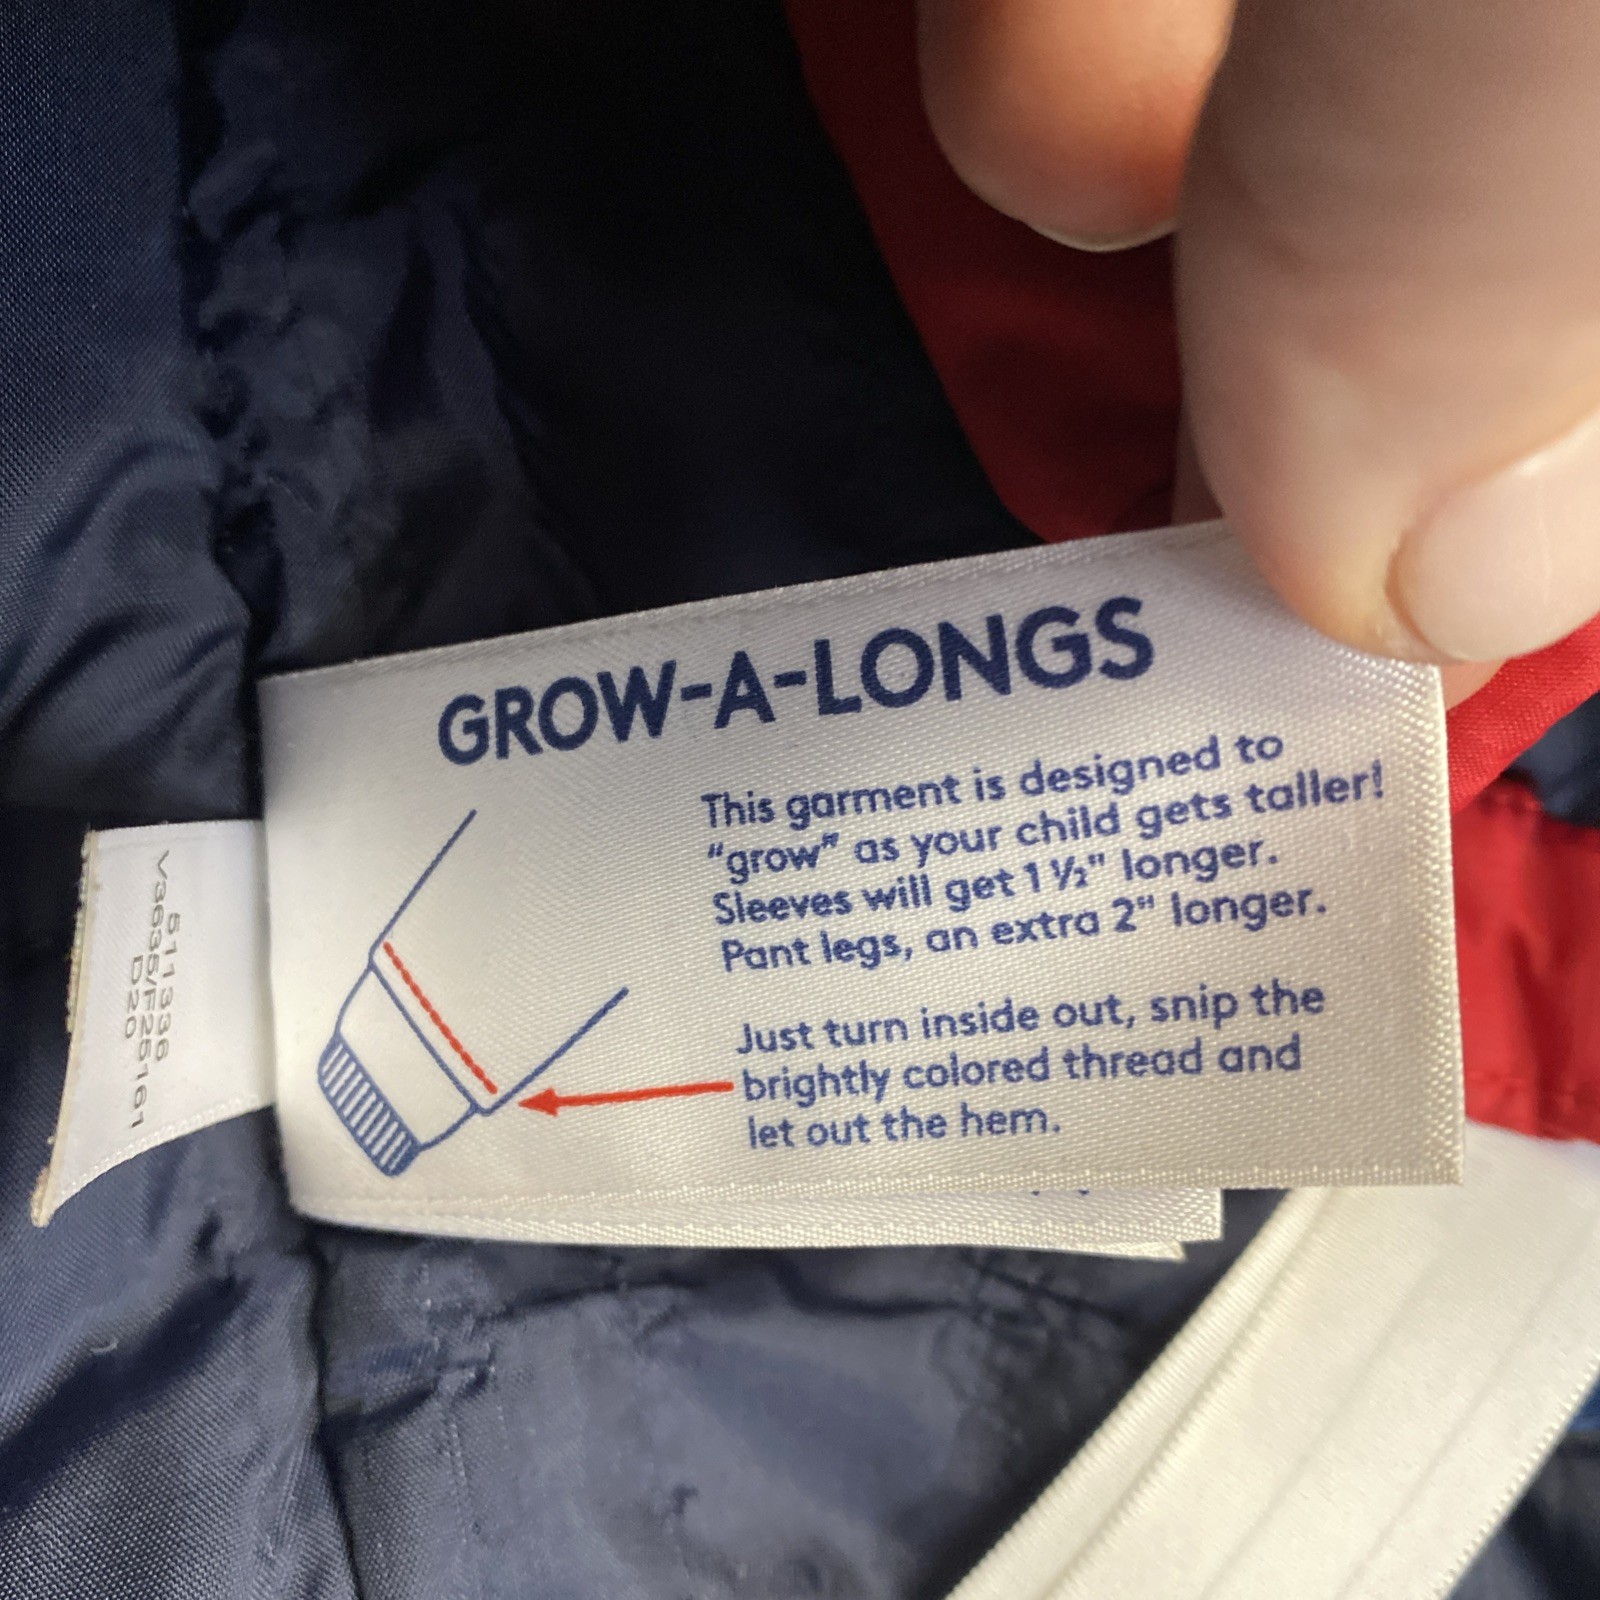 GROW-A-LONGS
This garment is designed to
"grow" as your child gets taller!
Sleeves will get 1 ½" longer.
Pant legs, an extra 2" longer.
Just turn inside out, snip the
brightly colored thread and
let out the hem.
511336
V3635/F25161
D20